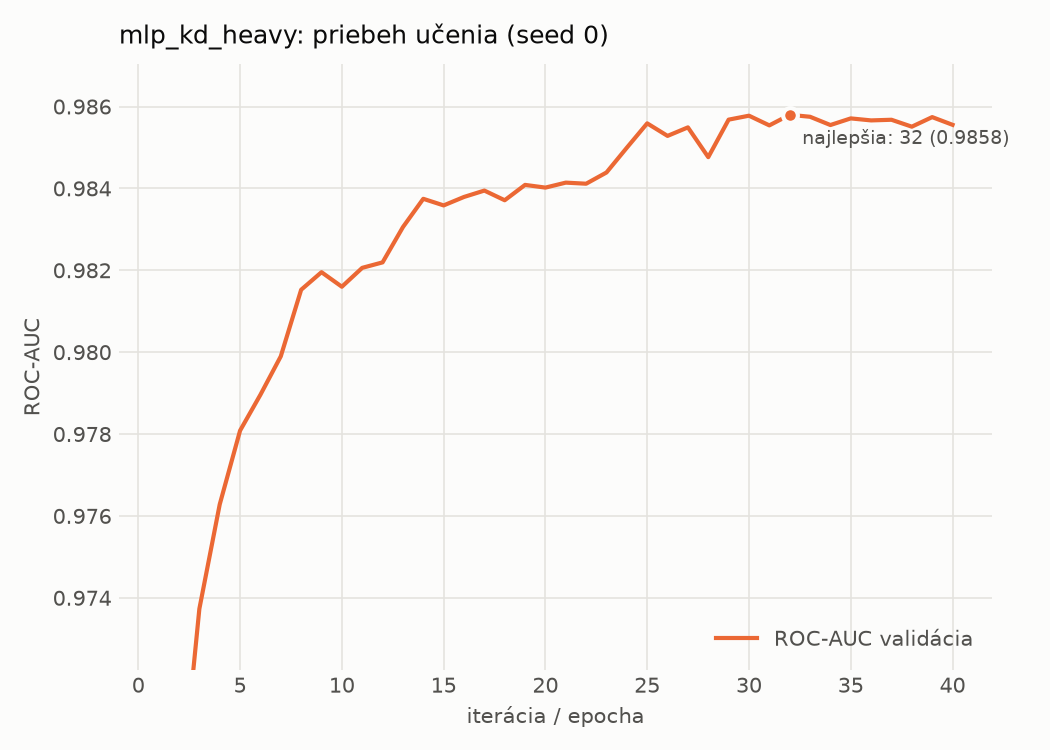 mlp_kd_heavy: priebeh učenia (seed 0)
0.986
najlepšia: 32 (0.9858)
0.984
0.982
0.980
ROC-AUC
0.978
0.976
0.974
ROC-AUC validácia
0 5 10 15 20 25 30 35 40
iterácia / epocha